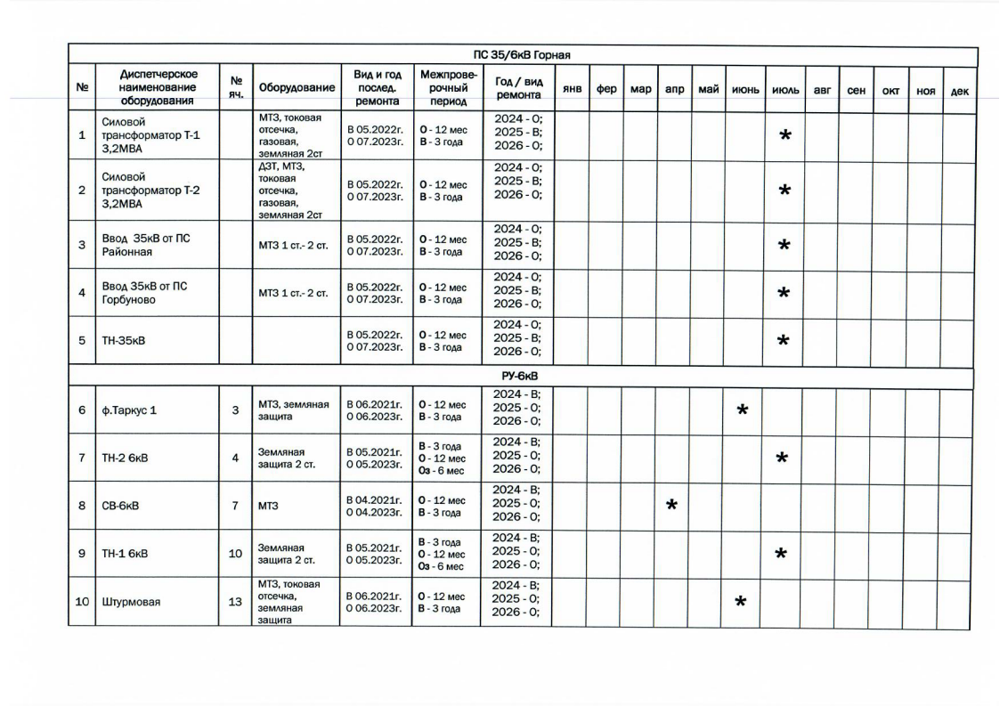 ПС 35/6кВ Горная
№
Диспетчерское
наименование
оборудования
№
яч.
Оборудование
Вид и год
послед.
ремонта
Межпрове-
рочный
период
Год / вид
ремонта
янв
фер
мар
апр
май
июнь
июль
авг
сен
окт
ноя
дек
1
Силовой
трансформатор Т-1
3,2МВА
МТЗ, токовая
отсечка,
газовая,
земляная 2ст
В 05.2022г.
О 07.2023г.
О - 12 мес
В - 3 года
2024 - О;
2025 - В;
2026 - О;
*
2
Силовой
трансформатор Т-2
3,2МВА
ДЗТ, МТЗ,
токовая
отсечка,
газовая,
земляная 2ст
В 05.2022г.
О 07.2023г.
О - 12 мес
В - 3 года
2024 - О;
2025 - В;
2026 - О;
*
3
Ввод 35кВ от ПС
Районная
МТЗ 1 ст.- 2 ст.
В 05.2022г.
О 07.2023г.
О - 12 мес
В - 3 года
2024 - О;
2025 - В;
2026 - О;
*
4
Ввод 35кВ от ПС
Горбуново
МТЗ 1 ст.- 2 ст.
В 05.2022г.
О 07.2023г.
О - 12 мес
В - 3 года
2024 - О;
2025 - В;
2026 - О;
*
5
ТН-35кВ
В 05.2022г.
О 07.2023г.
О - 12 мес
В - 3 года
2024 - О;
2025 - В;
2026 - О;
*
РУ-6кВ
6
ф.Таркус 1
3
МТЗ, земляная
защита
В 06.2021г.
О 06.2023г.
О - 12 мес
В - 3 года
2024 - В;
2025 - О;
2026 - О;
*
7
ТН-2 6кВ
4
Земляная
защита 2 ст.
В 05.2021г.
О 05.2023г.
В - 3 года
О - 12 мес
Оз - 6 мес
2024 - В;
2025 - О;
2026 - О;
*
8
СВ-6кВ
7
МТЗ
В 04.2021г.
О 04.2023г.
О - 12 мес
В - 3 года
2024 - В;
2025 - О;
2026 - О;
*
9
ТН-1 6кВ
10
Земляная
защита 2 ст.
В 05.2021г.
О 05.2023г.
В - 3 года
О - 12 мес
Оз - 6 мес
2024 - В;
2025 - О;
2026 - О;
*
10
Штурмовая
13
МТЗ, токовая
отсечка,
земляная
защита
В 06.2021г.
О 06.2023г.
О - 12 мес
В - 3 года
2024 - В;
2025 - О;
2026 - О;
*